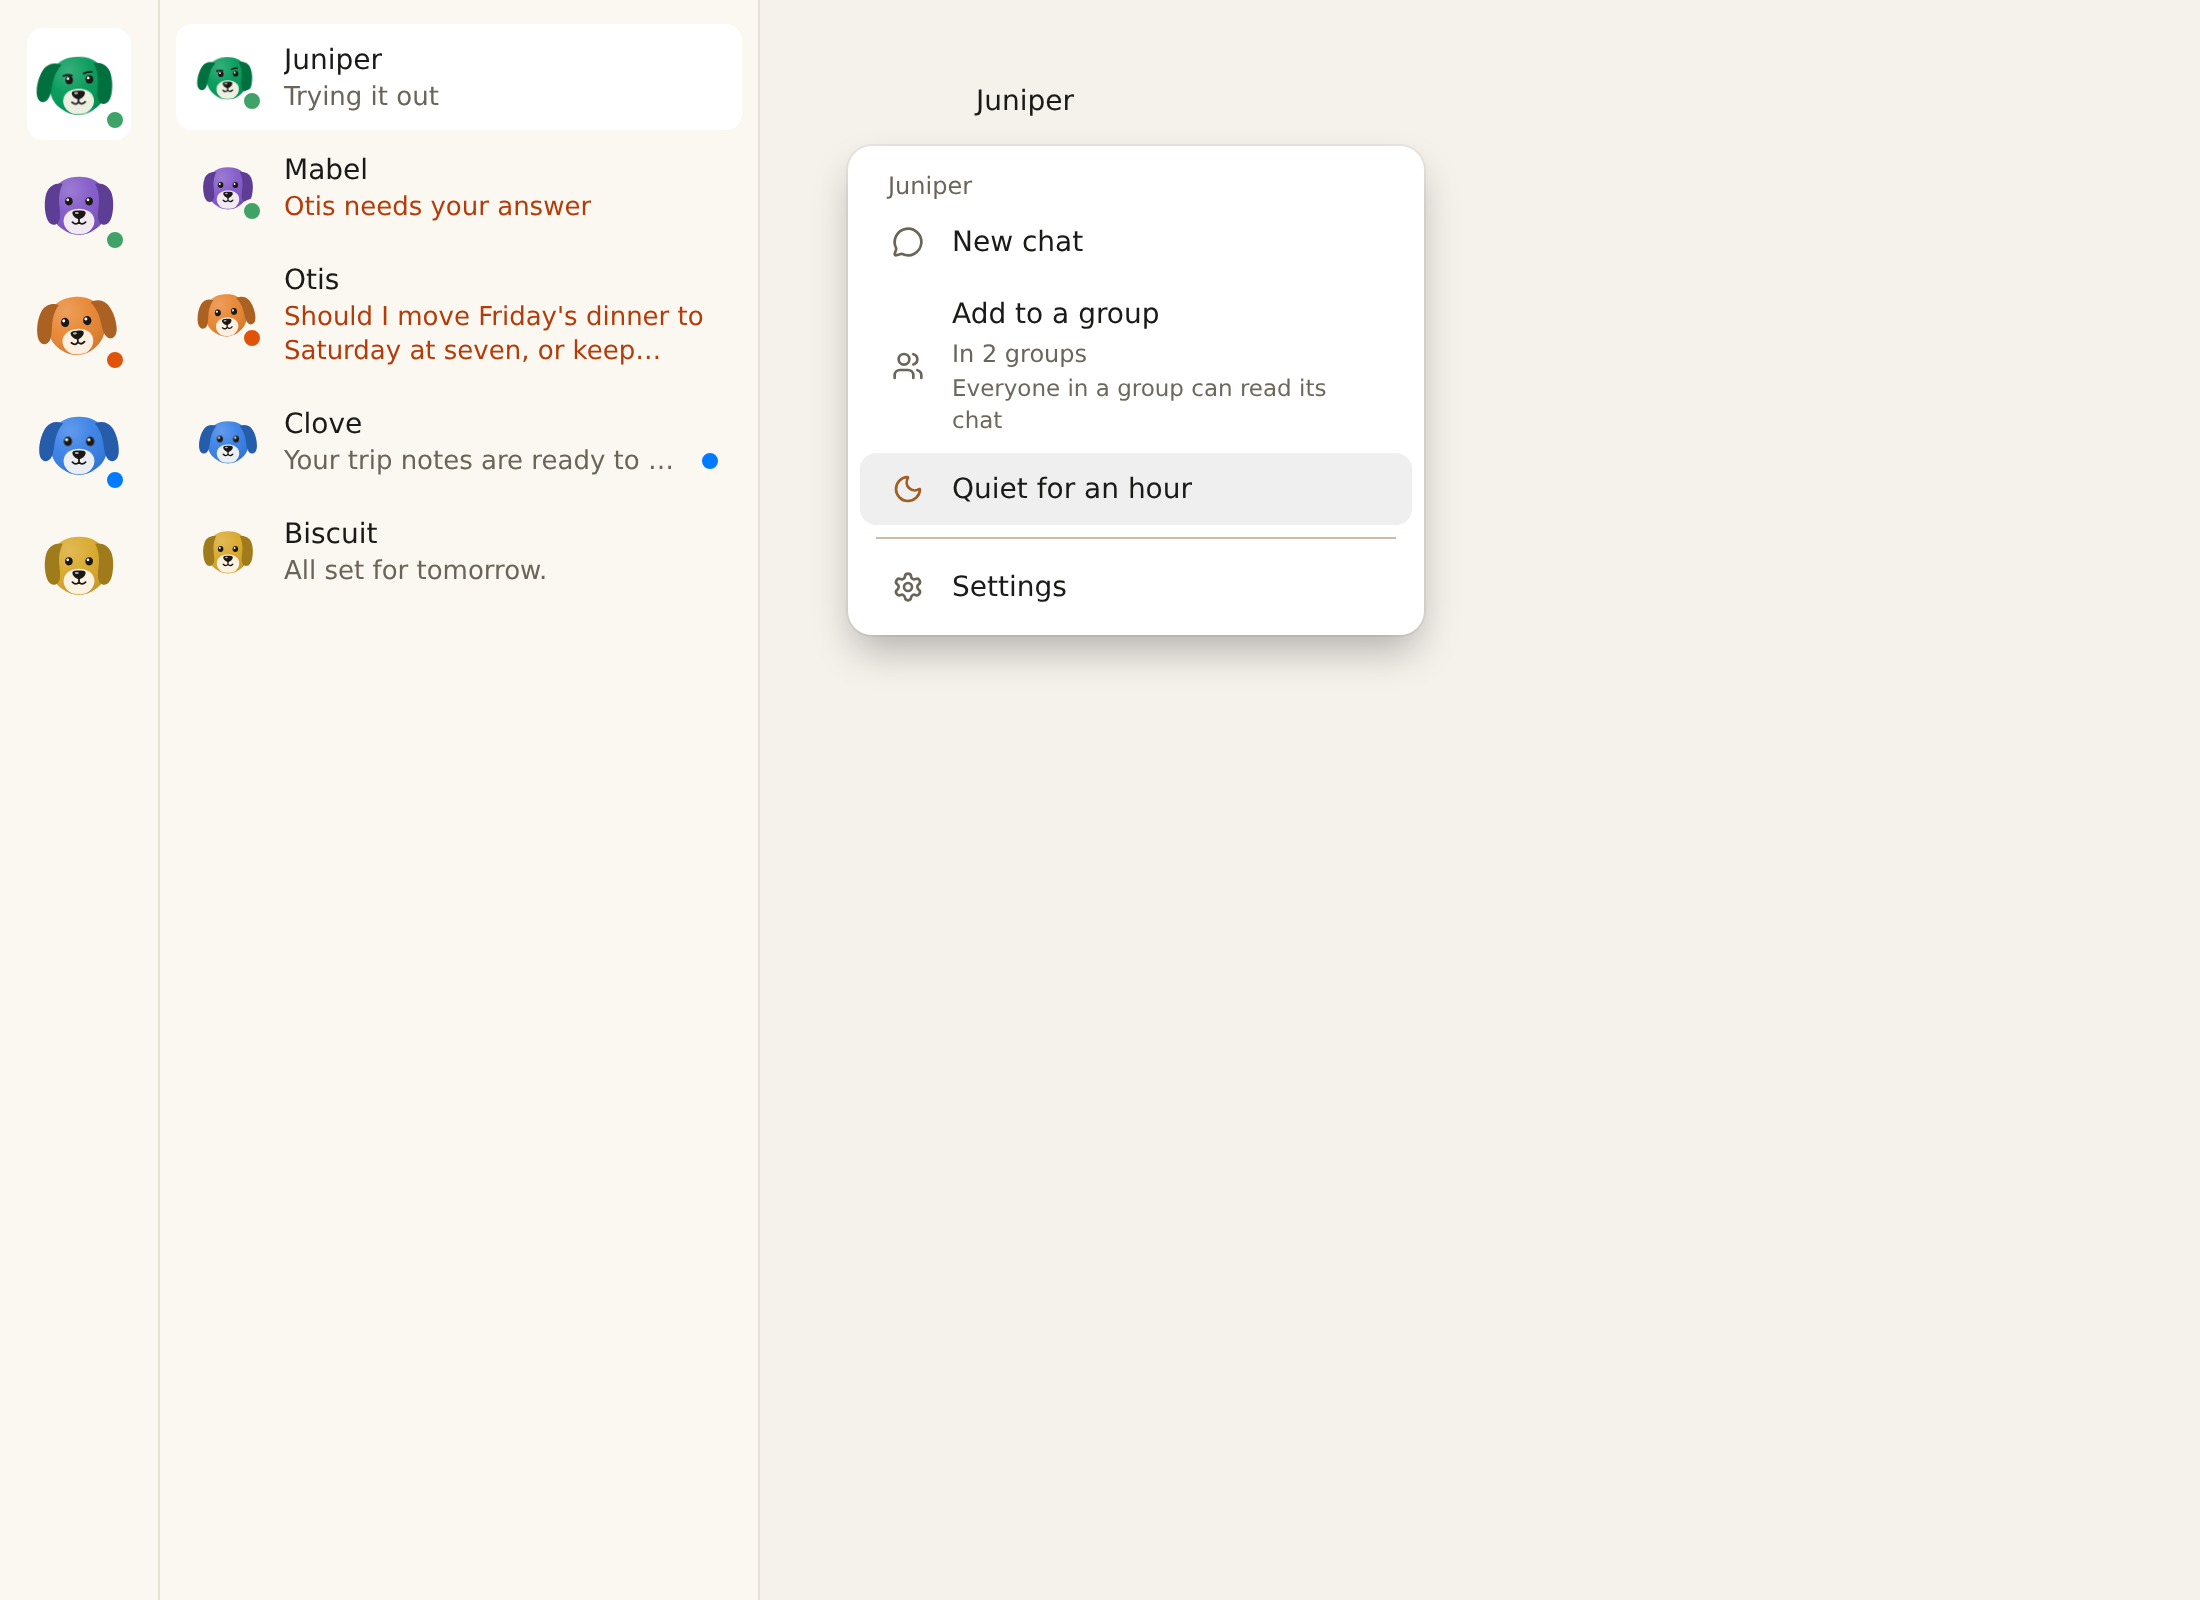 Juniper
Trying it out
Mabel
Otis needs your answer
Otis
Should I move Friday's dinner to
Saturday at seven, or keep…
Clove
Your trip notes are ready to …
Biscuit
All set for tomorrow.
Juniper
Juniper
New chat
Add to a group
In 2 groups
Everyone in a group can read its
chat
Quiet for an hour
Settings